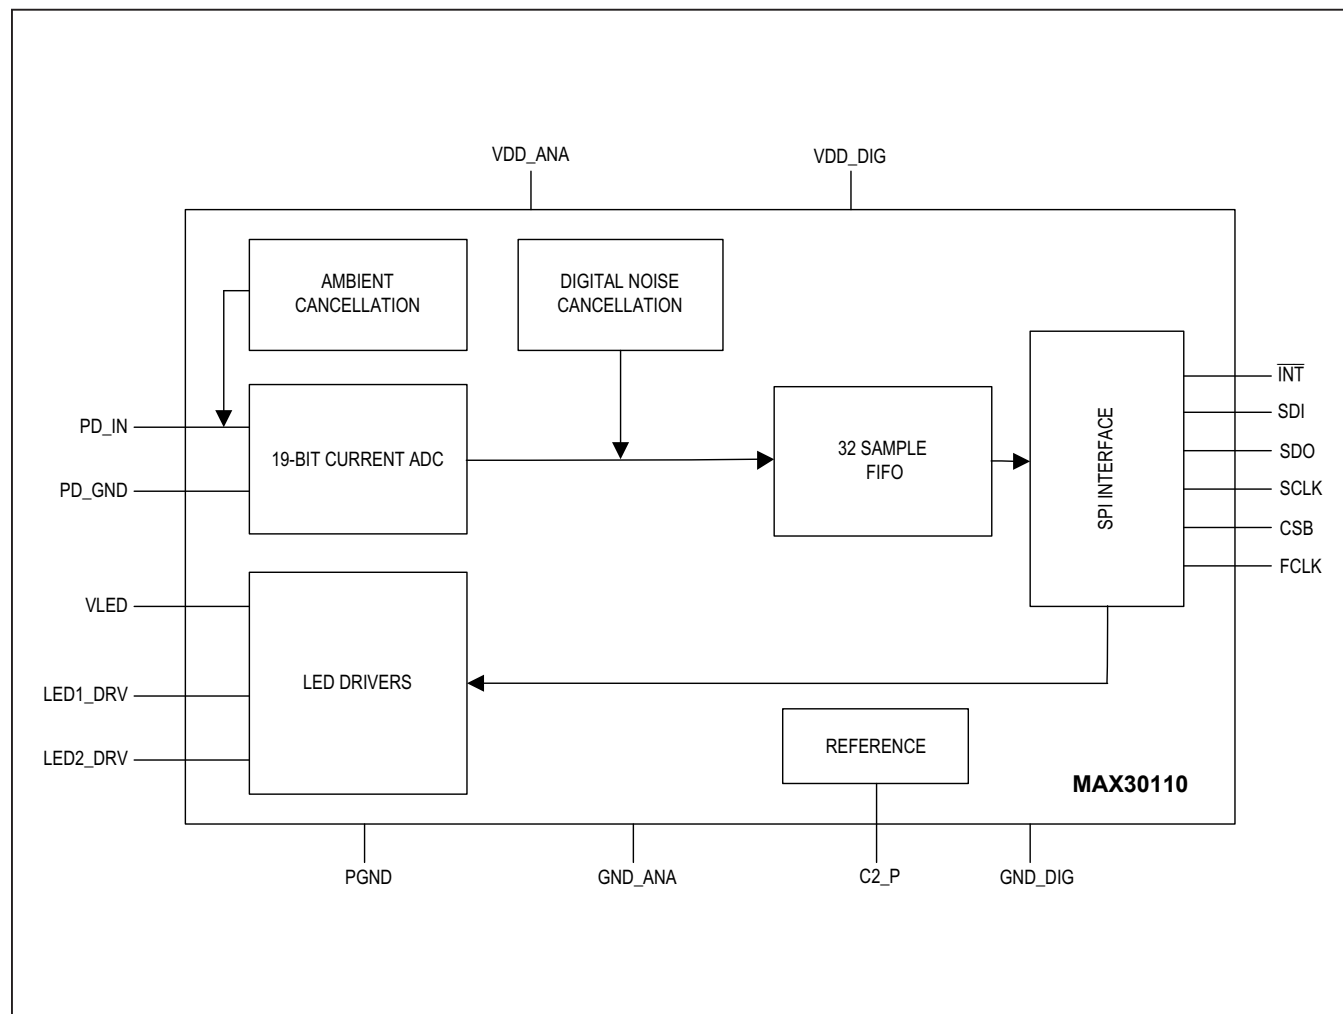 VDD_ANA
VDD_DIG
AMBIENT
CANCELLATION
DIGITAL NOISE
CANCELLATION
PD_IN
PD_GND
19-BIT CURRENT ADC
32 SAMPLE
FIFO
SPI INTERFACE
INT
SDI
SDO
SCLK
CSB
FCLK
VLED
LED1_DRV
LED2_DRV
LED DRIVERS
REFERENCE
MAX30110
PGND
GND_ANA
C2_P
GND_DIG